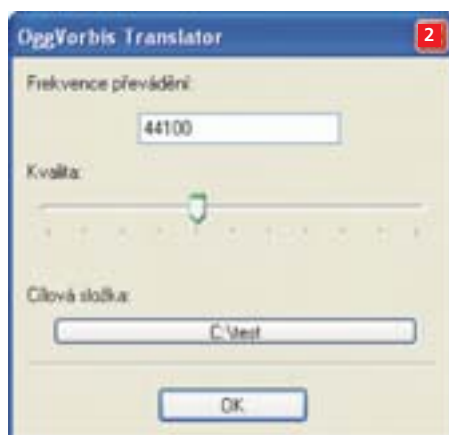 OggVorbis Translator
2
Frekvence převádění:
44100
Kvalita:
Cílová složka:
C:\test
OK